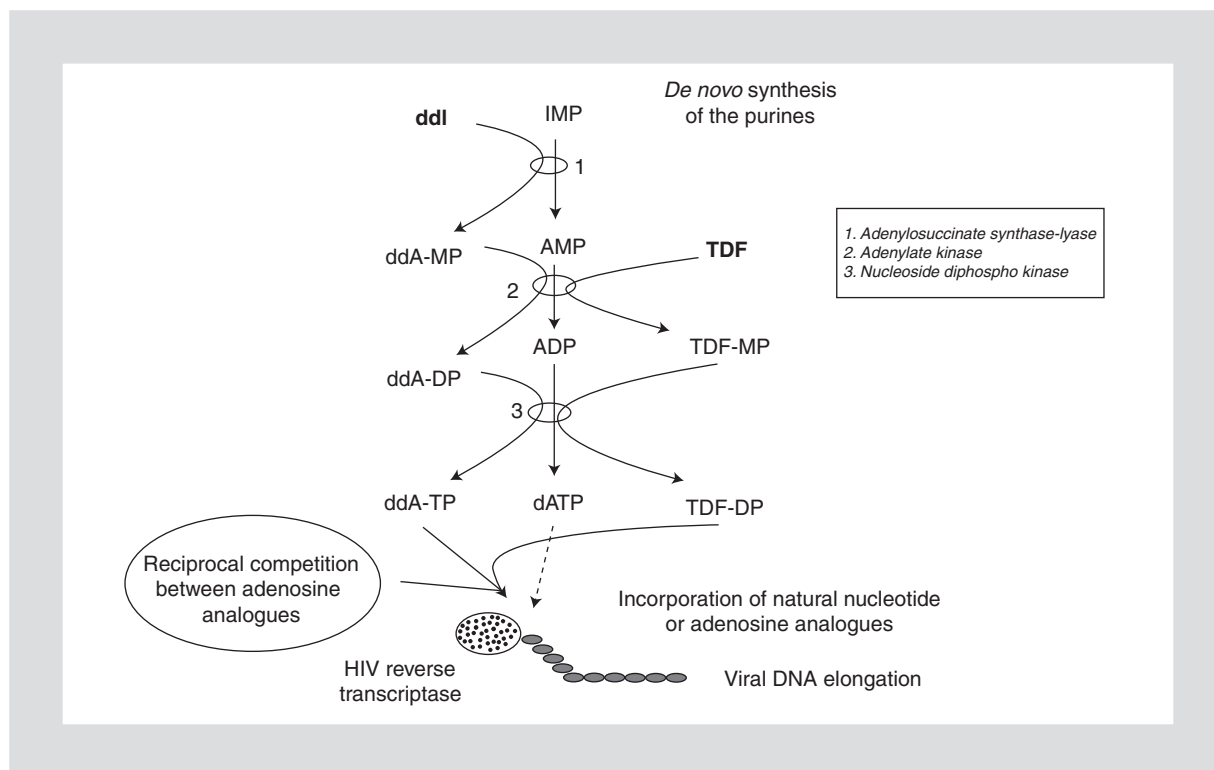 De novo synthesis
of the purines
ddI
IMP
1
ddA-MP
AMP
TDF
1. Adenylosuccinate synthase-lyase
2. Adenylate kinase
3. Nucleoside diphospho kinase
2
ADP
TDF-MP
ddA-DP
3
ddA-TP
dATP
TDF-DP
Reciprocal competition
between adenosine
analogues
Incorporation of natural nucleotide
or adenosine analogues
HIV reverse
transcriptase
Viral DNA elongation